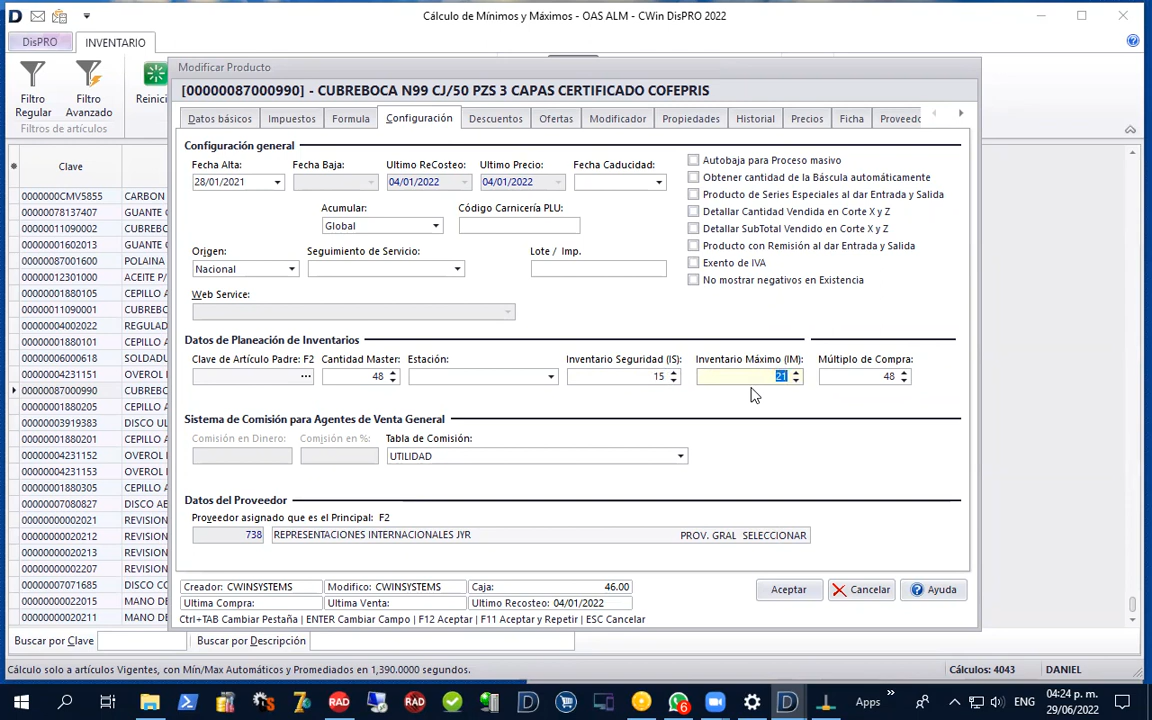 Cálculo de Mínimos y Máximos - OAS ALM - CWin DisPRO 2022
DisPRO INVENTARIO
Filtro Regular Filtro Avanzado Reinici
Filtros de artículos
Modificar Producto
[00000087000990] - CUBREBOCA N99 CJ/50 PZS 3 CAPAS CERTIFICADO COFEPRIS
Datos básicos Impuestos Formula Configuración Descuentos Ofertas Modificador Propiedades Historial Precios Ficha Proveedo
Configuración general
Fecha Alta: Fecha Baja: Ultimo ReCosteo: Ultimo Precio: Fecha Caducidad:
28/01/2021 04/01/2022 04/01/2022
Acumular: Código Carnicería PLU:
Global
Origen: Seguimiento de Servicio: Lote / Imp.
Nacional
Web Service:
Autobaja para Proceso masivo
Obtener cantidad de la Báscula automáticamente
Producto de Series Especiales al dar Entrada y Salida
Detallar Cantidad Vendida en Corte X y Z
Detallar SubTotal Vendido en Corte X y Z
Producto con Remisión al dar Entrada y Salida
Exento de IVA
No mostrar negativos en Existencia
Datos de Planeación de Inventarios
Clave de Artículo Padre: F2 Cantidad Master: Estación: Inventario Seguridad (IS): Inventario Máximo (IM): Múltiplo de Compra:
48 15 21 48
Sistema de Comisión para Agentes de Venta General
Comisión en Dinero: Comisión en %: Tabla de Comisión:
UTILIDAD
Datos del Proveedor
Proveedor asignado que es el Principal: F2
738 REPRESENTACIONES INTERNACIONALES JYR PROV. GRAL SELECCIONAR
Creador: CWINSYSTEMS Modifico: CWINSYSTEMS Caja: 46.00
Ultima Compra: Ultima Venta: Ultimo Recosteo: 04/01/2022
Aceptar Cancelar Ayuda
Ctrl+TAB Cambiar Pestaña | ENTER Cambiar Campo | F12 Aceptar | F11 Aceptar y Repetir | ESC Cancelar
Clave
0000000CMV5855 CARBON
00000078137407 GUANTE C
00000011090002 CUBREBO
00000001602013 GUANTE C
00000087006100 POLAINA
00000012301000 ACEITE P/
00000001880105 CEPILLO A
00000011090001 CUBREBO
00000004002022 REGULAD
00000001880101 CEPILLO A
00000006000618 SOLDADU
00000004231151 OVEROL I
00000087000990 CUBREBO
00000001880205 CEPILLO A
00000003919383 DISCO UL
00000001880201 CEPILLO A
00000004231152 OVEROL I
00000004231153 OVEROL I
00000001880305 CEPILLO A
00000007080827 DISCO AE
00000000002021 REVISION
00000000020212 REVISION
00000000020213 REVISION
00000000002207 REVISION
00000007071685 DISCO CO
00000000022015 MANO DE
00000000020211 MANO DE
Buscar por Clave Buscar por Descripción
Cálculo solo a artículos Vigentes, con Mín/Max Automáticos y Promediados en 1,390.0000 segundos. Cálculos: 4043 DANIEL
RAD RAD 6 Apps ENG 04:24 p. m.
29/06/2022